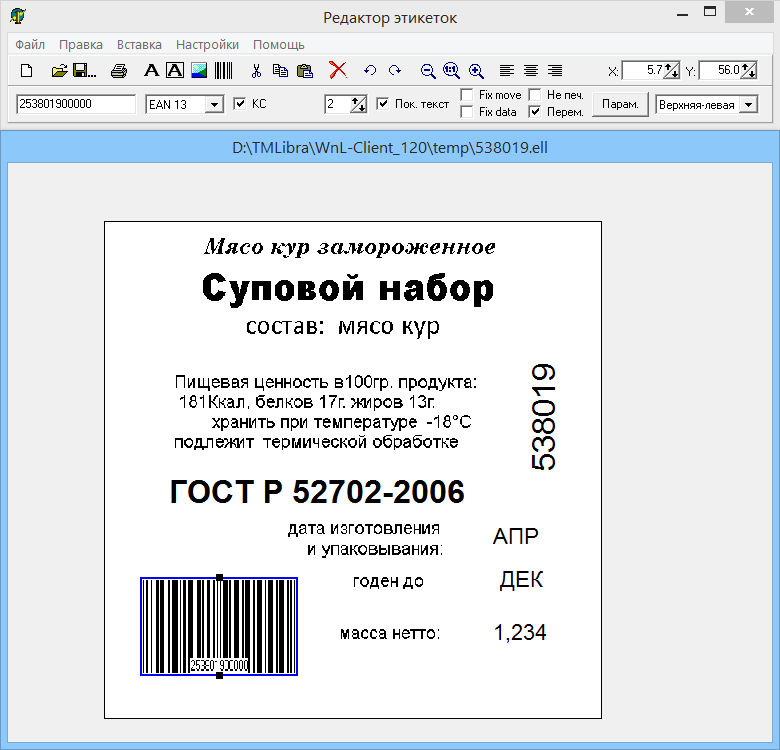 Редактор этикеток
Файл Правка Вставка Настройки Помощь
X: 5.7 Y: 56.0
253801900000 EAN 13 КС 2 Пок. текст Fix move Не печ. Fix data Перем. Парам. Верхняя-левая
D:\TMLibra\WnL-Client_120\temp\538019.ell
Мясо кур замороженное
Суповой набор
состав: мясо кур
Пищевая ценность в100гр. продукта:
181Ккал, белков 17г. жиров 13г.
хранить при температуре -18°C
подлежит термической обработке
538019
ГОСТ Р 52702-2006
дата изготовления
и упаковывания:
АПР
годен до
ДЕК
масса нетто:
1,234
253801900000